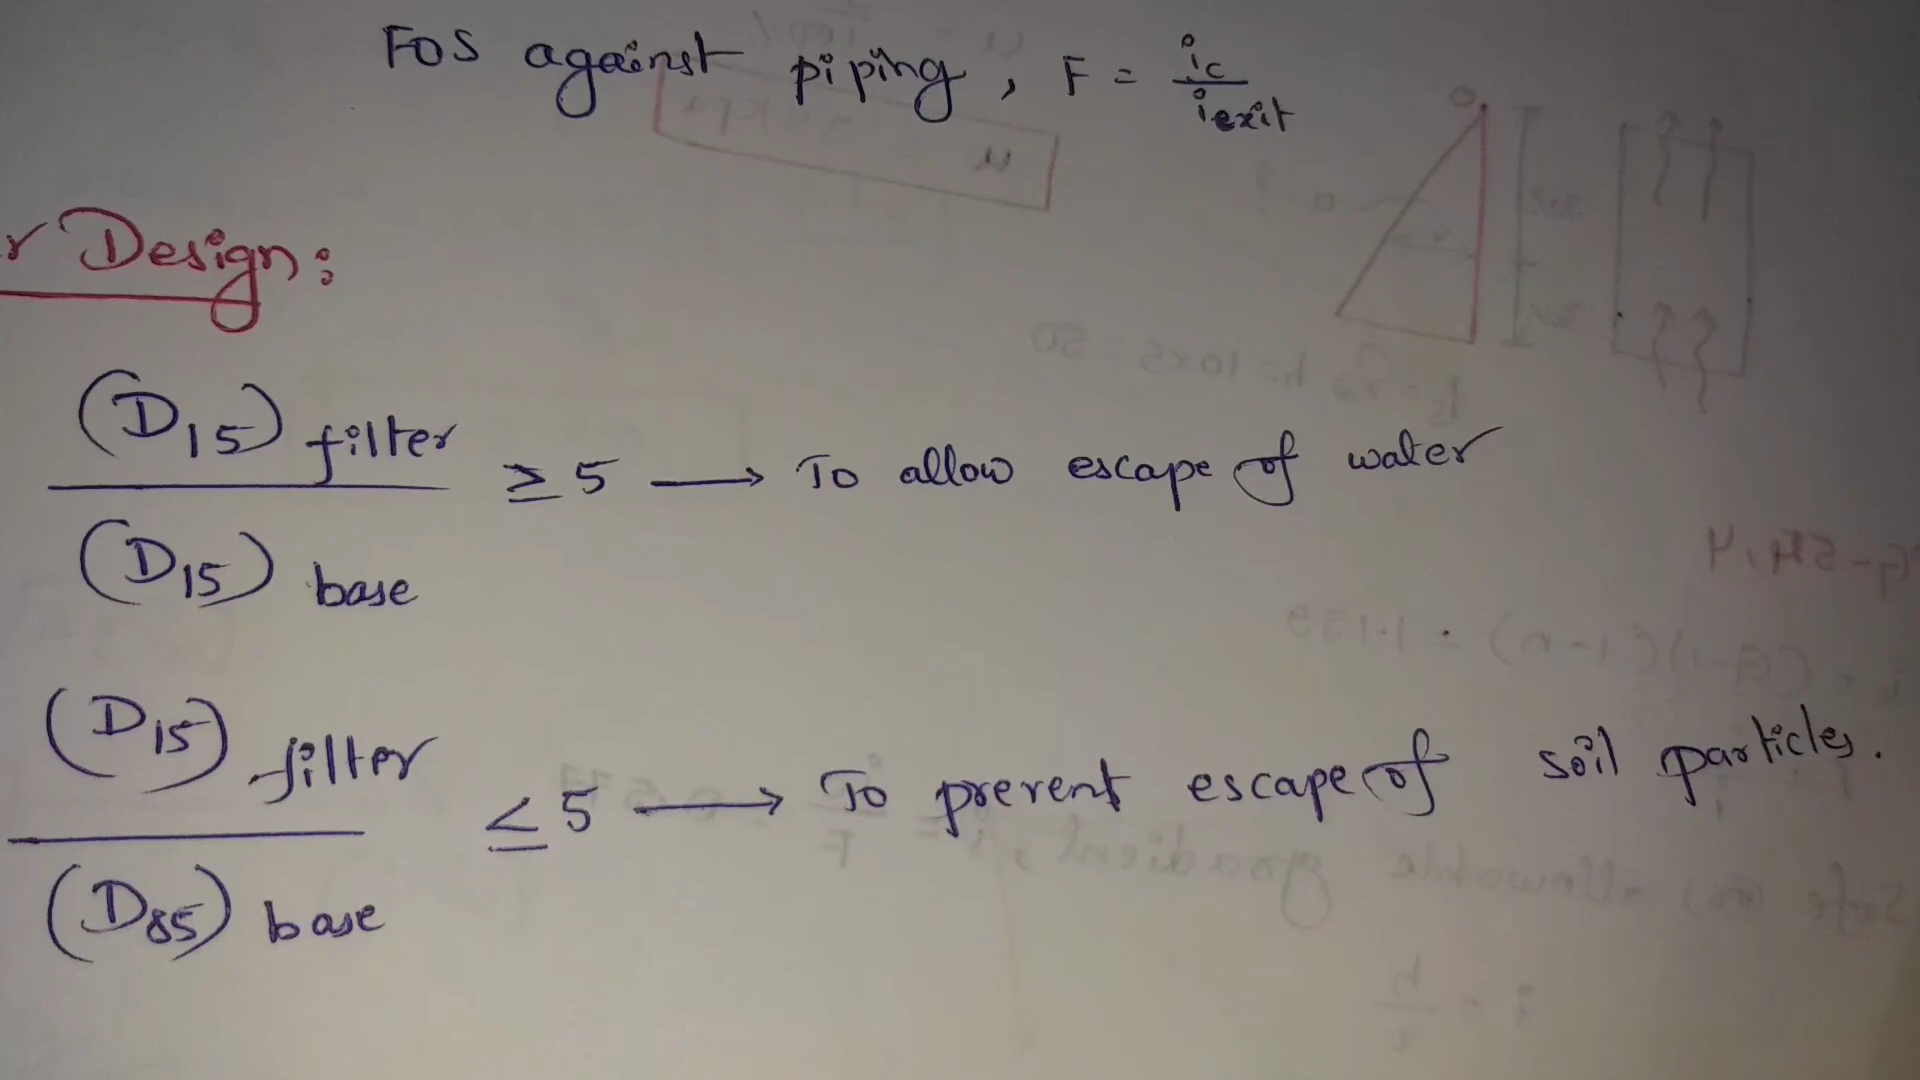 FOS against piping, F = ic / iexit
r Design:
(D15) filter / (D15) base ≥ 5 → To allow escape of water
(D15) filter / (D85) base ≤ 5 → To prevent escape of soil particles.